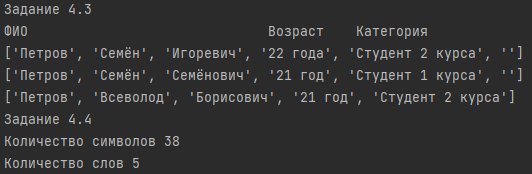 Задание 4.3
ФИО Возраст Категория
['Петров', 'Семён', 'Игоревич', '22 года', 'Студент 2 курса', '']
['Петров', 'Семён', 'Семёнович', '21 год', 'Студент 1 курса', '']
['Петров', 'Всеволод', 'Борисович', '21 год', 'Студент 2 курса']
Задание 4.4
Количество символов 38
Количество слов 5